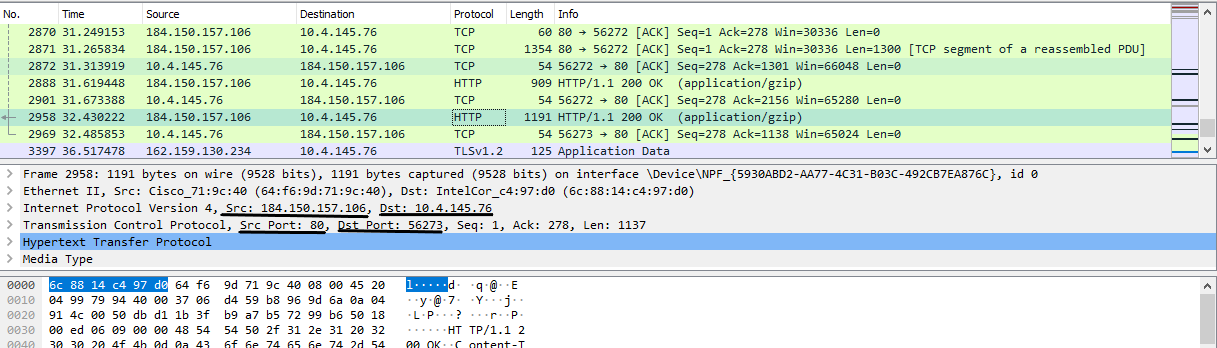 No. Time Source Destination Protocol Length Info
2870 31.249153 184.150.157.106 10.4.145.76 TCP 60 80 → 56272 [ACK] Seq=1 Ack=278 Win=30336 Len=0
2871 31.265834 184.150.157.106 10.4.145.76 TCP 1354 80 → 56272 [ACK] Seq=1 Ack=278 Win=30336 Len=1300 [TCP segment of a reassembled PDU]
2872 31.313919 10.4.145.76 184.150.157.106 TCP 54 56272 → 80 [ACK] Seq=278 Ack=1301 Win=66048 Len=0
2888 31.619448 184.150.157.106 10.4.145.76 HTTP 909 HTTP/1.1 200 OK (application/gzip)
2901 31.673388 10.4.145.76 184.150.157.106 TCP 54 56272 → 80 [ACK] Seq=278 Ack=2156 Win=65280 Len=0
2958 32.430222 184.150.157.106 10.4.145.76 HTTP 1191 HTTP/1.1 200 OK (application/gzip)
2969 32.485853 10.4.145.76 184.150.157.106 TCP 54 56273 → 80 [ACK] Seq=278 Ack=1138 Win=65024 Len=0
3397 36.517478 162.159.130.234 10.4.145.76 TLSv1.2 125 Application Data
Frame 2958: 1191 bytes on wire (9528 bits), 1191 bytes captured (9528 bits) on interface \Device\NPF_{5930ABD2-AA77-4C31-B03C-492CB7EA876C}, id 0
Ethernet II, Src: Cisco_71:9c:40 (64:f6:9d:71:9c:40), Dst: IntelCor_c4:97:d0 (6c:88:14:c4:97:d0)
Internet Protocol Version 4, Src: 184.150.157.106, Dst: 10.4.145.76
Transmission Control Protocol, Src Port: 80, Dst Port: 56273, Seq: 1, Ack: 278, Len: 1137
Hypertext Transfer Protocol
Media Type
0000 6c 88 14 c4 97 d0 64 f6 9d 71 9c 40 08 00 45 20 l·····d· ·q·@··E
0010 04 99 79 94 40 00 37 06 d4 59 b8 96 9d 6a 0a 04 ··y·@·7· ·Y···j··
0020 91 4c 00 50 db d1 1b 3f b9 a7 b5 72 99 b6 50 18 ·L·P···? ···r··P·
0030 00 ed 06 09 00 00 48 54 54 50 2f 31 2e 31 20 32 ······HT TP/1.1 2
0040 30 30 20 4f 4b 0d 0a 43 6f 6e 74 65 6e 74 2d 54 00 OK··C ontent-T